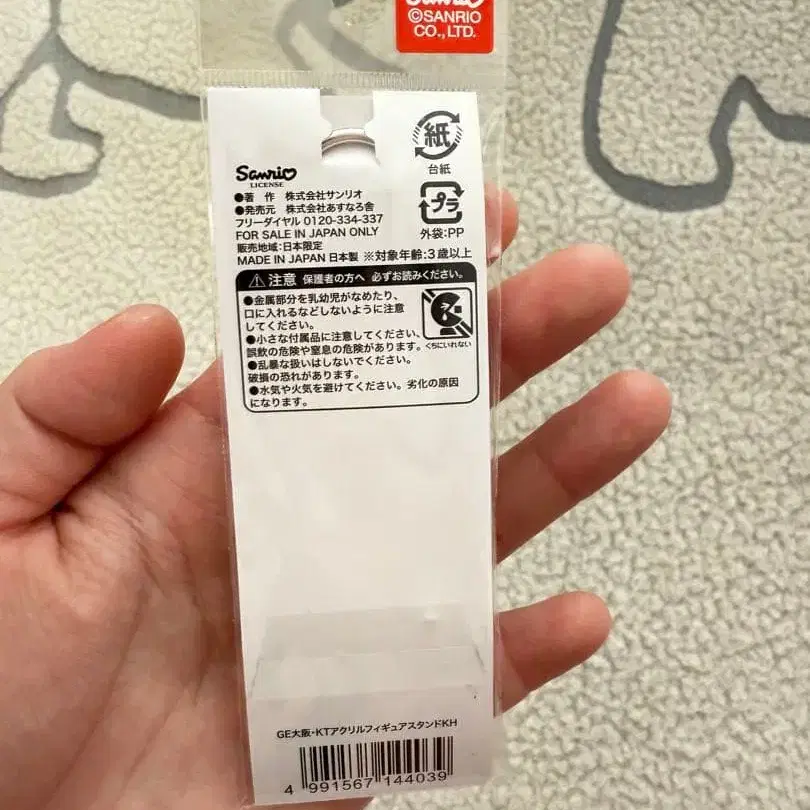 Sanrio
©SANRIO
CO., LTD.
紙
台紙
プラ
外袋:PP
Sanrio
LICENSE
●著 作 株式会社サンリオ
●発売元 株式会社あすなろ舎
フリーダイヤル 0120-334-337
FOR SALE IN JAPAN ONLY
販売地域:日本限定
MADE IN JAPAN 日本製 ※対象年齢:3歳以上
注意 保護者の方へ 必ずお読みください。
●金属部分を乳幼児がなめたり、
口に入れるなどしないように注意
してください。
●小さな付属品に注意してください、
誤飲の危険や窒息の危険があります。
くちにいれない
●乱暴な扱いはしないでください。
破損の恐れがあります。
●水気や火気を避けてください。劣化の原因
になります。
GE大阪-KTアクリルフィギュアスタンドKH
4 991567 144039